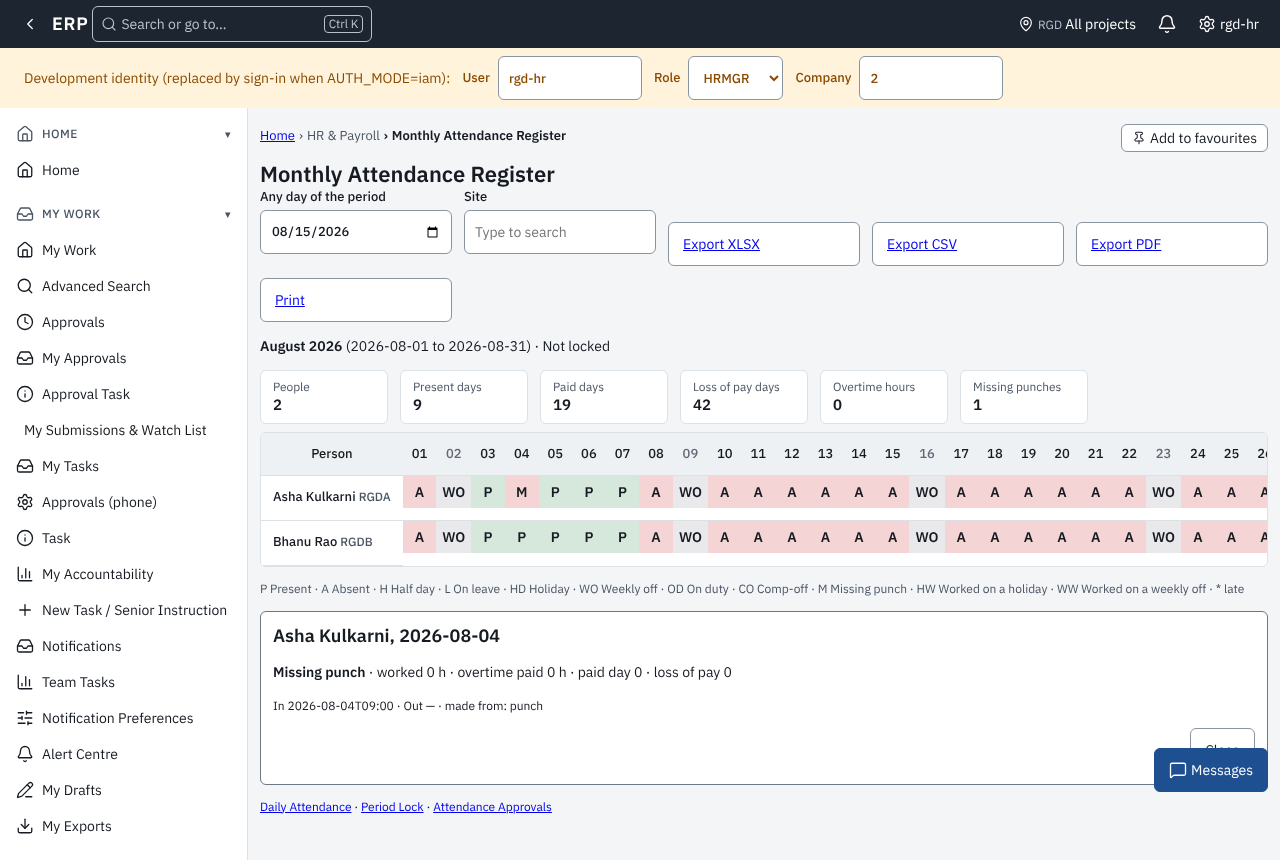 ERP
Search or go to...
Ctrl K
RGD All projects
rgd-hr
Development identity (replaced by sign-in when AUTH_MODE=iam): User rgd-hr Role HRMGR Company 2
HOME
Home
MY WORK
My Work
Advanced Search
Approvals
My Approvals
Approval Task
My Submissions & Watch List
My Tasks
Approvals (phone)
Task
My Accountability
New Task / Senior Instruction
Notifications
Team Tasks
Notification Preferences
Alert Centre
My Drafts
My Exports
Home › HR & Payroll › Monthly Attendance Register
Add to favourites
Monthly Attendance Register
Any day of the period Site
08/15/2026 Type to search Export XLSX Export CSV Export PDF
Print
August 2026 (2026-08-01 to 2026-08-31) · Not locked
People Present days Paid days Loss of pay days Overtime hours Missing punches
2 9 19 42 0 1
Person 01 02 03 04 05 06 07 08 09 10 11 12 13 14 15 16 17 18 19 20 21 22 23 24 25
Asha Kulkarni RGDA A WO P M P P P A WO A A A A A A WO A A A A A A WO A A A
Bhanu Rao RGDB A WO P P P P P A WO A A A A A A WO A A A A A A WO A A A
P Present · A Absent · H Half day · L On leave · HD Holiday · WO Weekly off · OD On duty · CO Comp-off · M Missing punch · HW Worked on a holiday · WW Worked on a weekly off · * late
Asha Kulkarni, 2026-08-04
Missing punch · worked 0 h · overtime paid 0 h · paid day 0 · loss of pay 0
In 2026-08-04T09:00 · Out — · made from: punch
Messages
Daily Attendance · Period Lock · Attendance Approvals